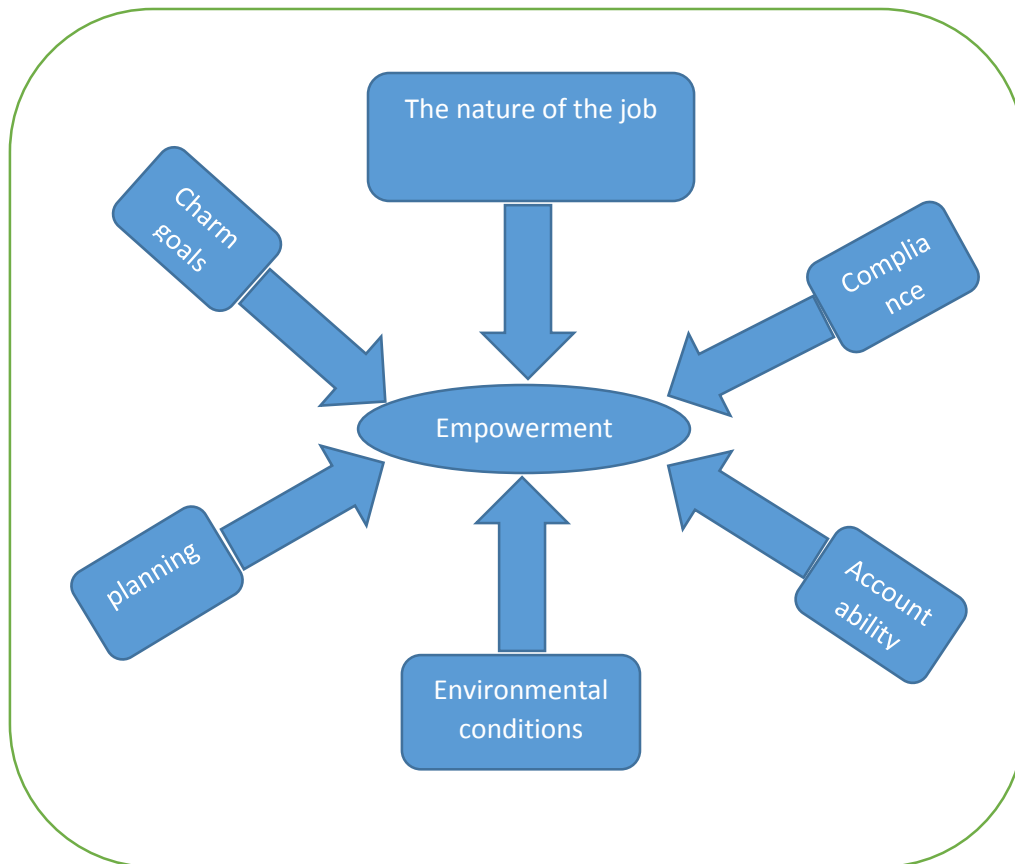 The nature of the job
Charm
goals
Complia
nce
Empowerment
planning
Account
ability
Environmental
conditions